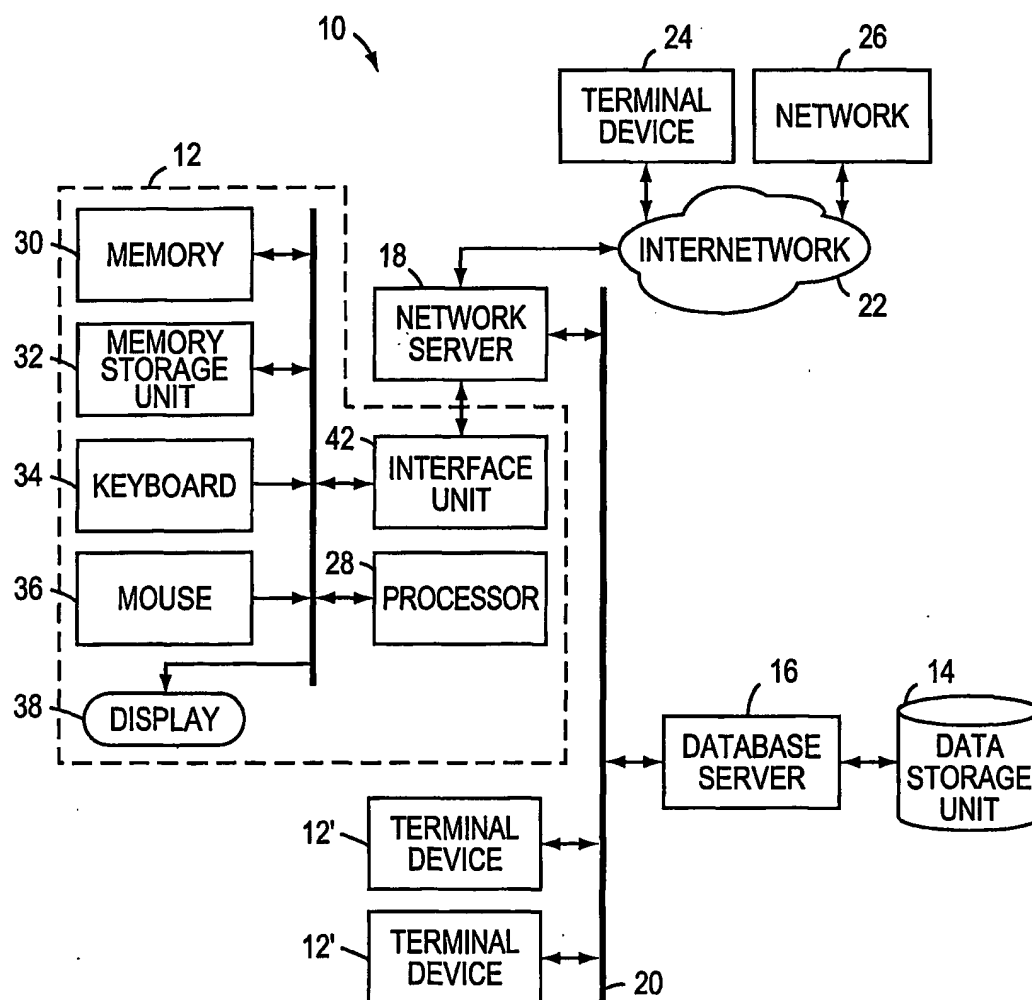 10
24
26
TERMINAL
DEVICE
NETWORK
12
30
MEMORY
18
INTERNETWORK
22
NETWORK
SERVER
32
MEMORY
STORAGE
UNIT
42
34
KEYBOARD
INTERFACE
UNIT
28
36
MOUSE
PROCESSOR
38
DISPLAY
16
14
DATABASE
SERVER
DATA
STORAGE
UNIT
12'
TERMINAL
DEVICE
12'
TERMINAL
DEVICE
20